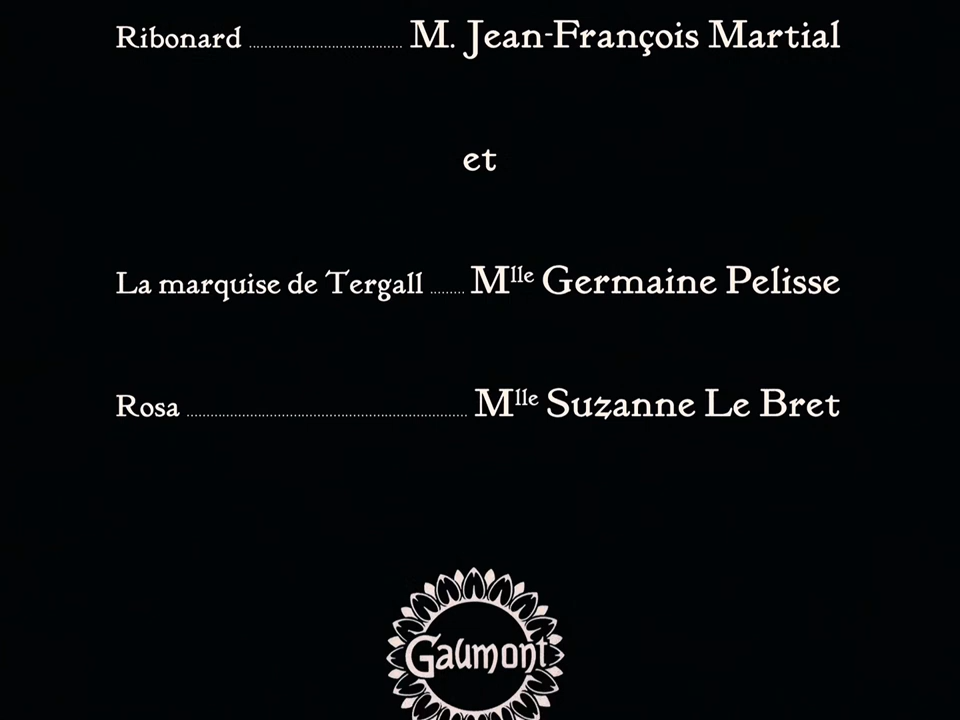 Ribonard ........................................ M. Jean-François Martial
et
La marquise de Tergall ......... Mlle Germaine Pelisse
Rosa ........................................................................ Mlle Suzanne Le Bret
Gaumont